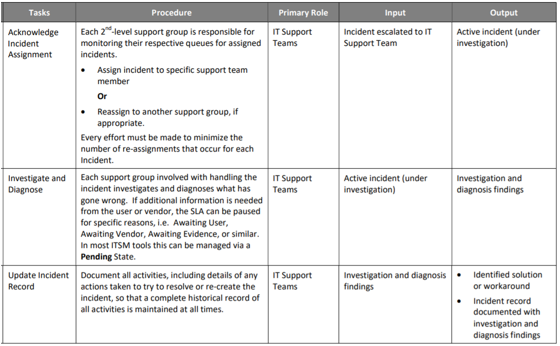 Tasks
Procedure
Primary Role
Input
Output
Acknowledge
Incident
Assignment
Each 2nd-level support group is responsible for
monitoring their respective queues for assigned
incidents.
• Assign incident to specific support team
member
Or
• Reassign to another support group, if
appropriate.
Every effort must be made to minimize the
number of re-assignments that occur for each
Incident.
IT Support
Teams
Incident escalated to IT
Support Team
Active incident (under
investigation)
Investigate and
Diagnose
Each support group involved with handling the
incident investigates and diagnoses what has
gone wrong. If additional information is needed
from the user or vendor, the SLA can be paused
for specific reasons, i.e. Awaiting User,
Awaiting Vendor, Awaiting Evidence, or similar.
In most ITSM tools this can be managed via a
Pending State.
IT Support
Teams
Active incident (under
investigation)
Investigation and
diagnosis findings
Update Incident
Record
Document all activities, including details of any
actions taken to try to resolve or re-create the
incident, so that a complete historical record of
all activities is maintained at all times.
IT Support
Teams
Investigation and diagnosis
findings
• Identified solution
or workaround
• Incident record
documented with
investigation and
diagnosis findings